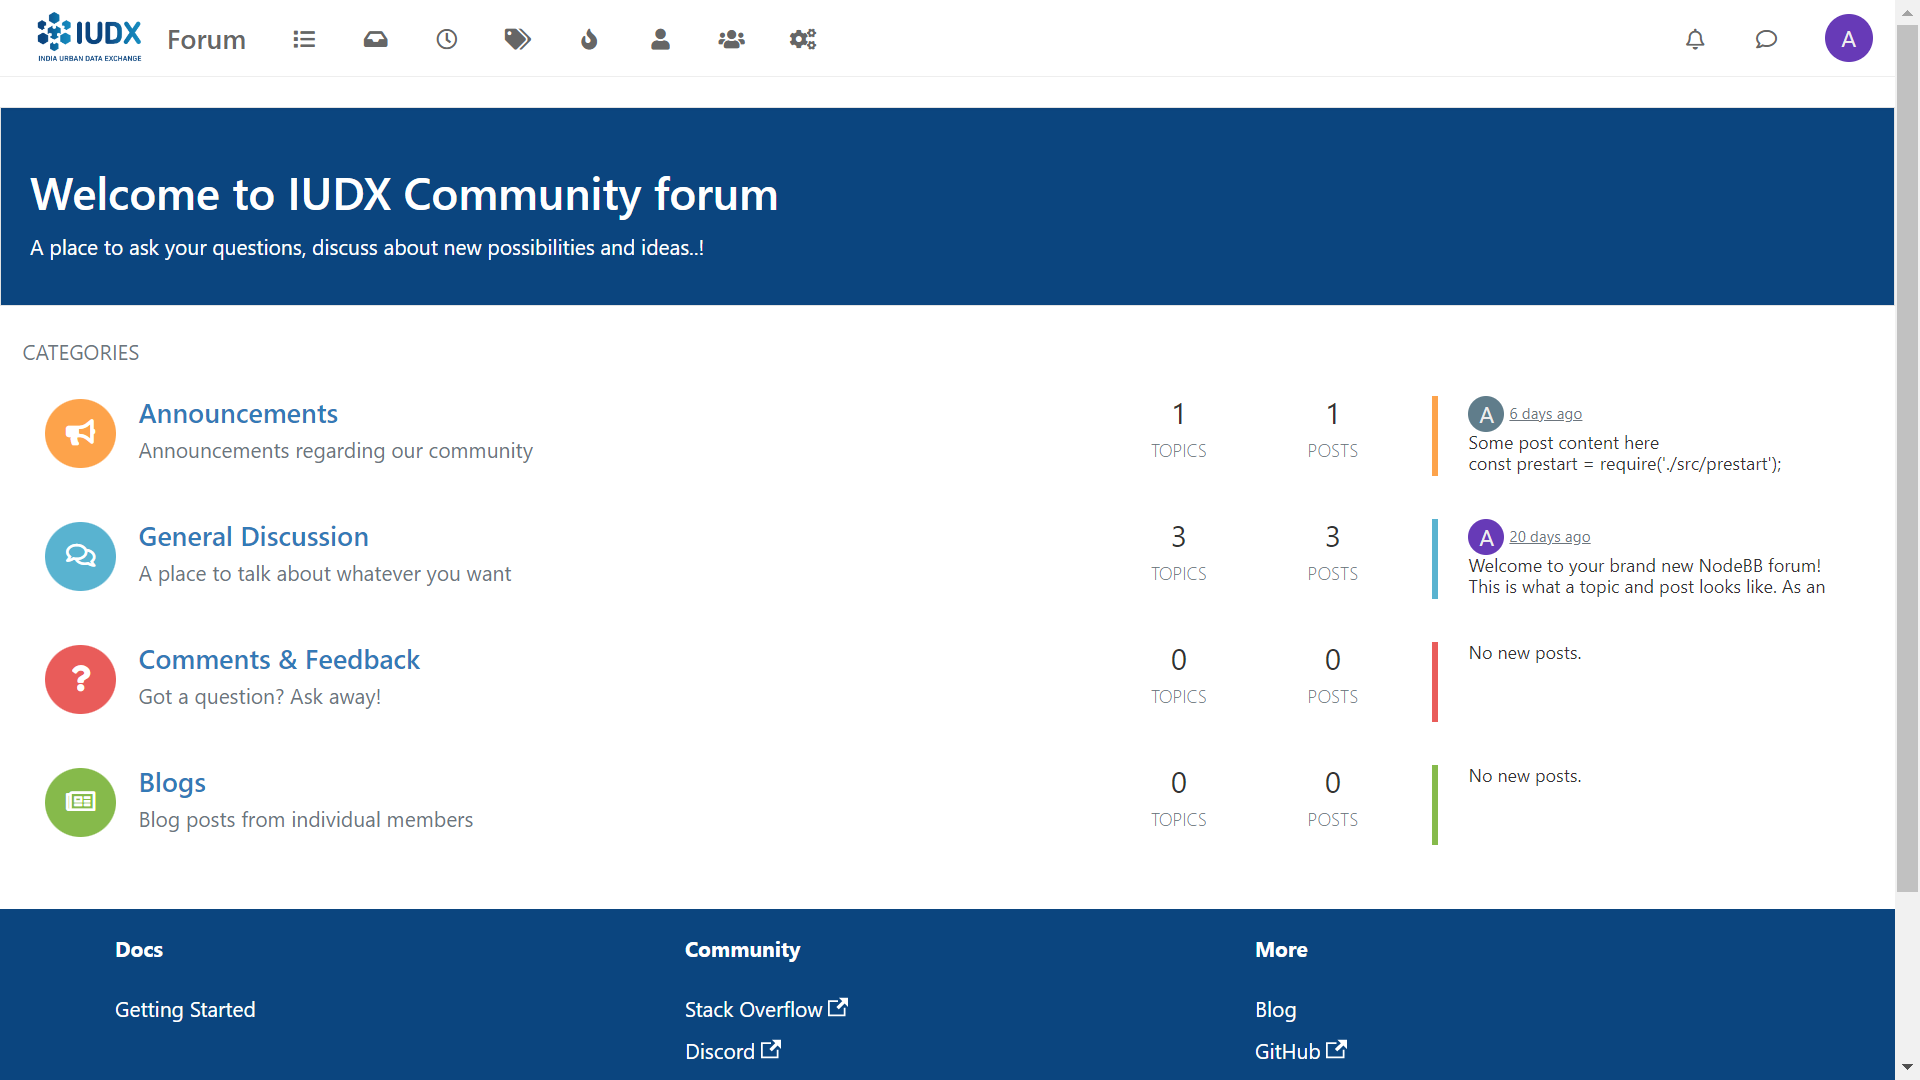 IUDX
INDIA URBAN DATA EXCHANGE
Forum
A
Welcome to IUDX Community forum
A place to ask your questions, discuss about new possibilities and ideas..!
CATEGORIES
Announcements
Announcements regarding our community
1
TOPICS
1
POSTS
A 6 days ago
Some post content here
const prestart = require('./src/prestart');
General Discussion
A place to talk about whatever you want
3
TOPICS
3
POSTS
A 20 days ago
Welcome to your brand new NodeBB forum!
This is what a topic and post looks like. As an
Comments & Feedback
Got a question? Ask away!
0
TOPICS
0
POSTS
No new posts.
Blogs
Blog posts from individual members
0
TOPICS
0
POSTS
No new posts.
Docs
Getting Started
Community
Stack Overflow
Discord
More
Blog
GitHub